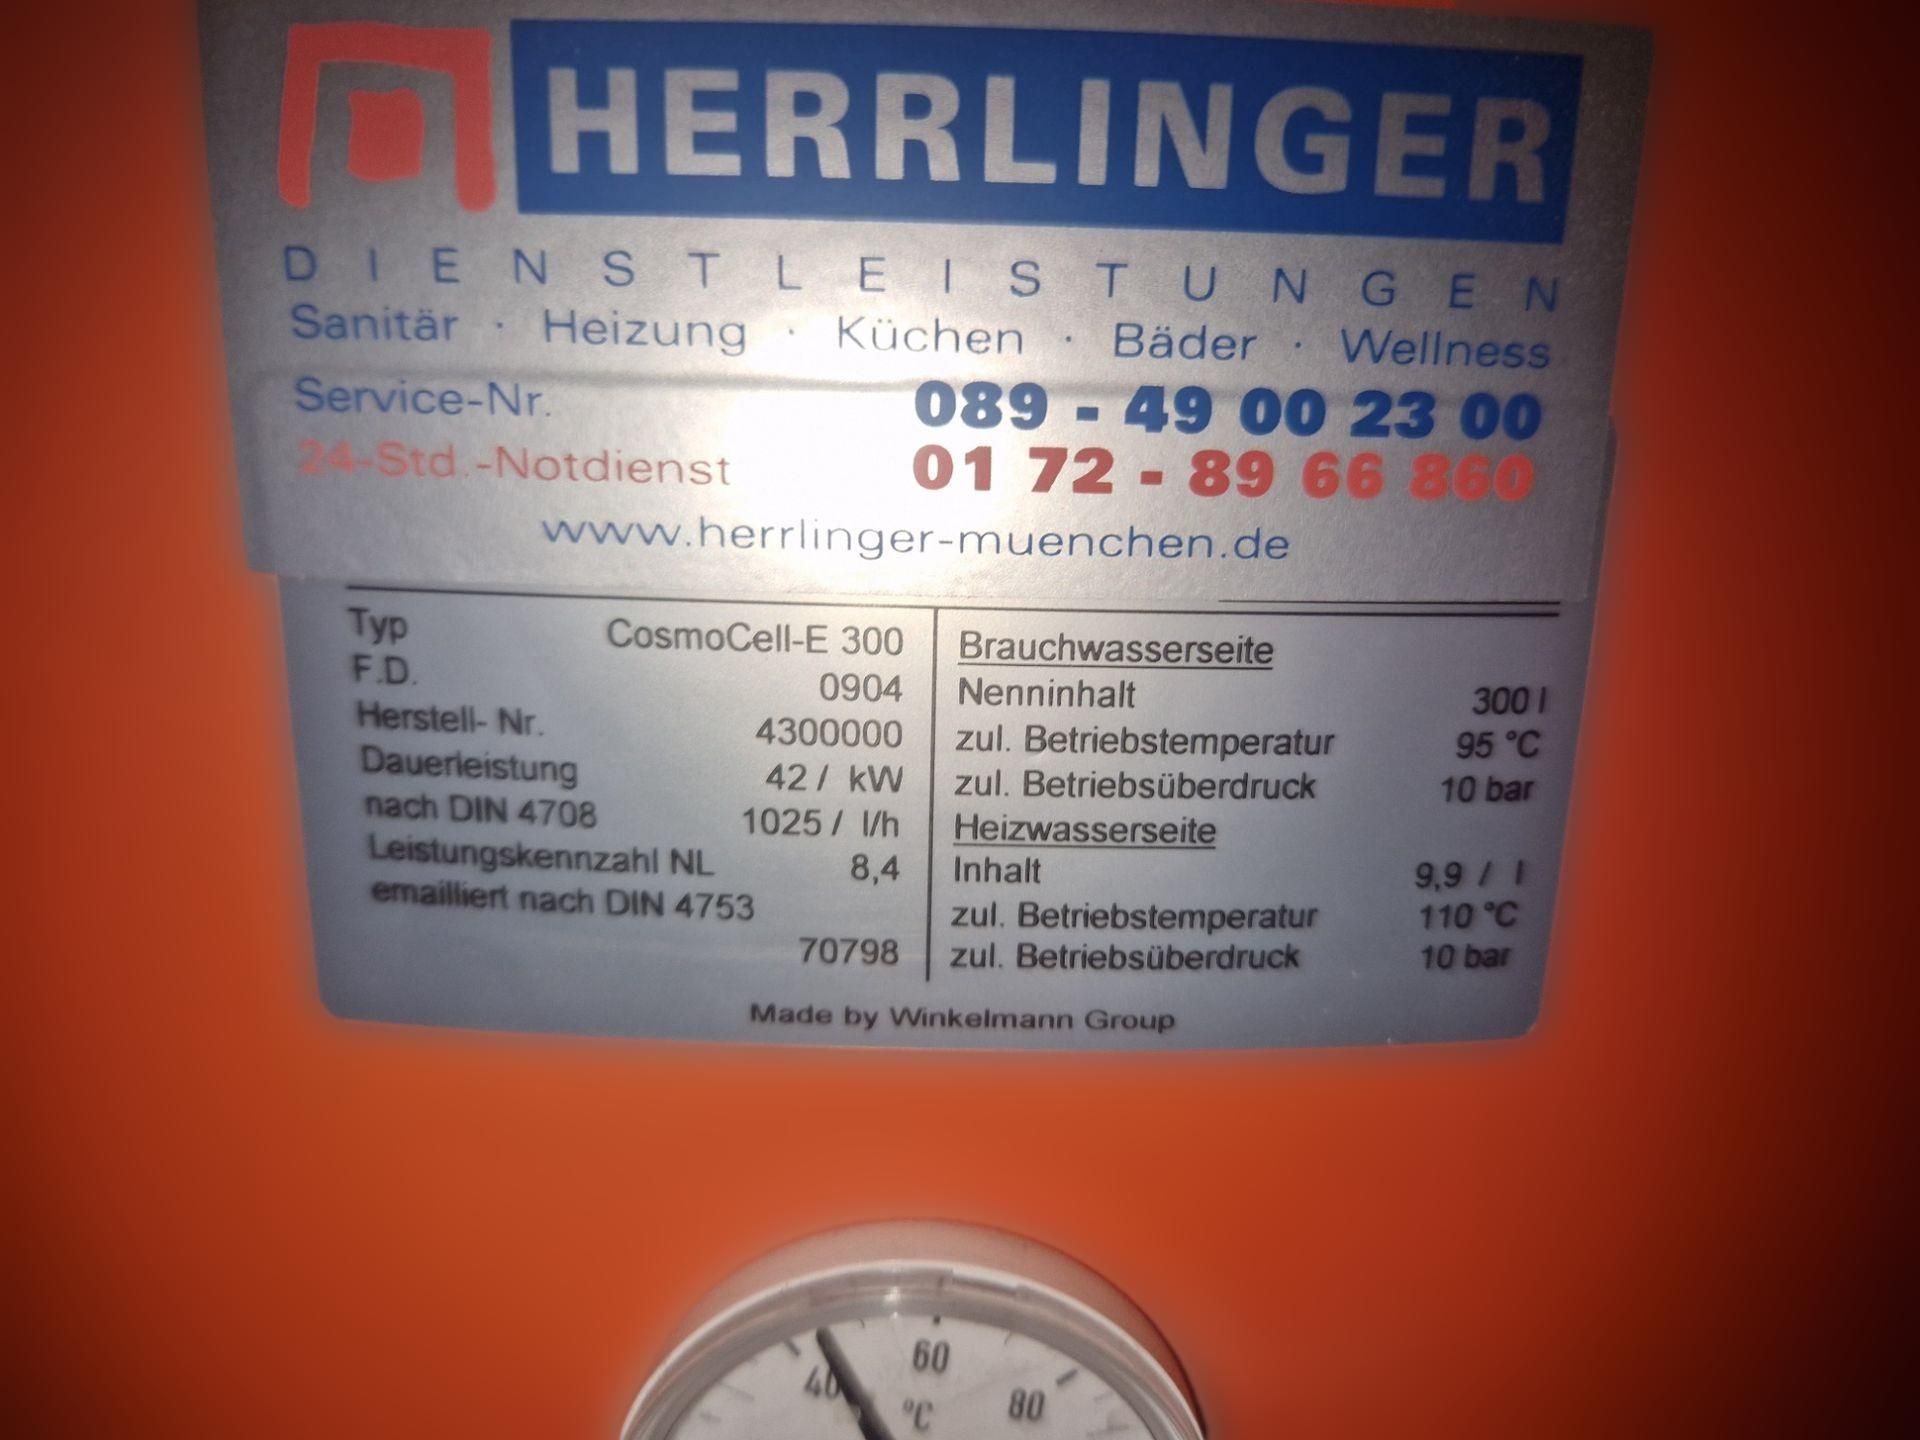 HERRLINGER
DIENSTLEISTUNGEN
Sanitär · Heizung · Küchen · Bäder · Wellness
Service-Nr. 089 - 49 00 23 00
24-Std.-Notdienst 01 72 - 89 66 860
www.herrlinger-muenchen.de
Typ CosmoCell-E 300
F.D. 0904
Herstell- Nr. 4300000
Dauerleistung 42 / kW
nach DIN 4708 1025 / l/h
Leistungskennzahl NL 8,4
emailliert nach DIN 4753
70798
Brauchwasserseite
Nenninhalt 300 l
zul. Betriebstemperatur 95 °C
zul. Betriebsüberdruck 10 bar
Heizwasserseite
Inhalt 9,9 / l
zul. Betriebstemperatur 110 °C
zul. Betriebsüberdruck 10 bar
Made by Winkelmann Group
40 60 80
°C